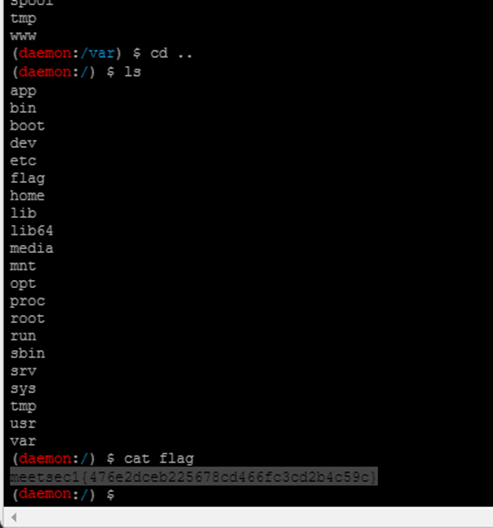 spool
tmp
www
(daemon:/var) $ cd ..
(daemon:/) $ ls
app
bin
boot
dev
etc
flag
home
lib
lib64
media
mnt
opt
proc
root
run
sbin
srv
sys
tmp
usr
var
(daemon:/) $ cat flag
meetsec1{476e2dceb225678cd466fc3cd2b4c59c}
(daemon:/) $